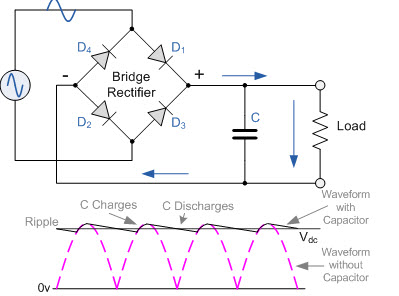 D4
D1
-
Bridge
Rectifier
+
D2
D3
C
Load
C Charges
C Discharges
Waveform
with
Capacitor
Ripple
Vdc
Waveform
without
Capacitor
0v